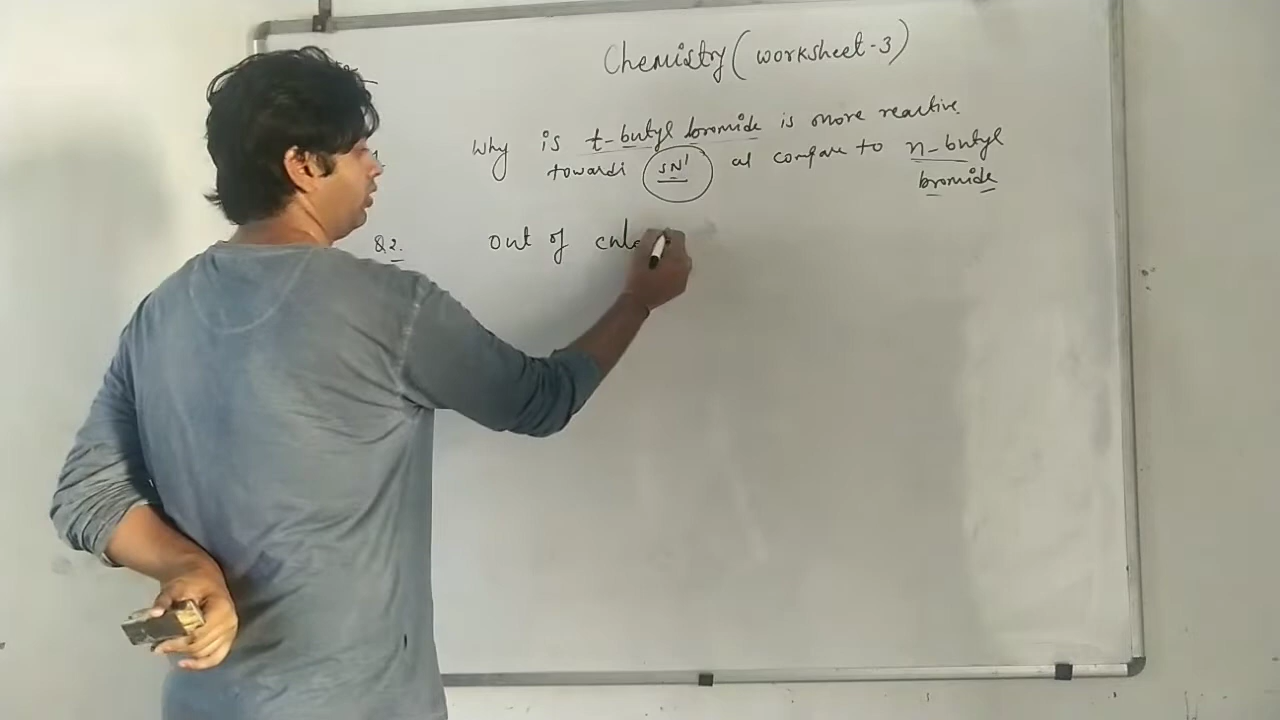 Chemistry (worksheet-3)
Why is t-butyl bromide is more reactive
towards SN1 as compare to n-butyl
bromide
Q2. out of